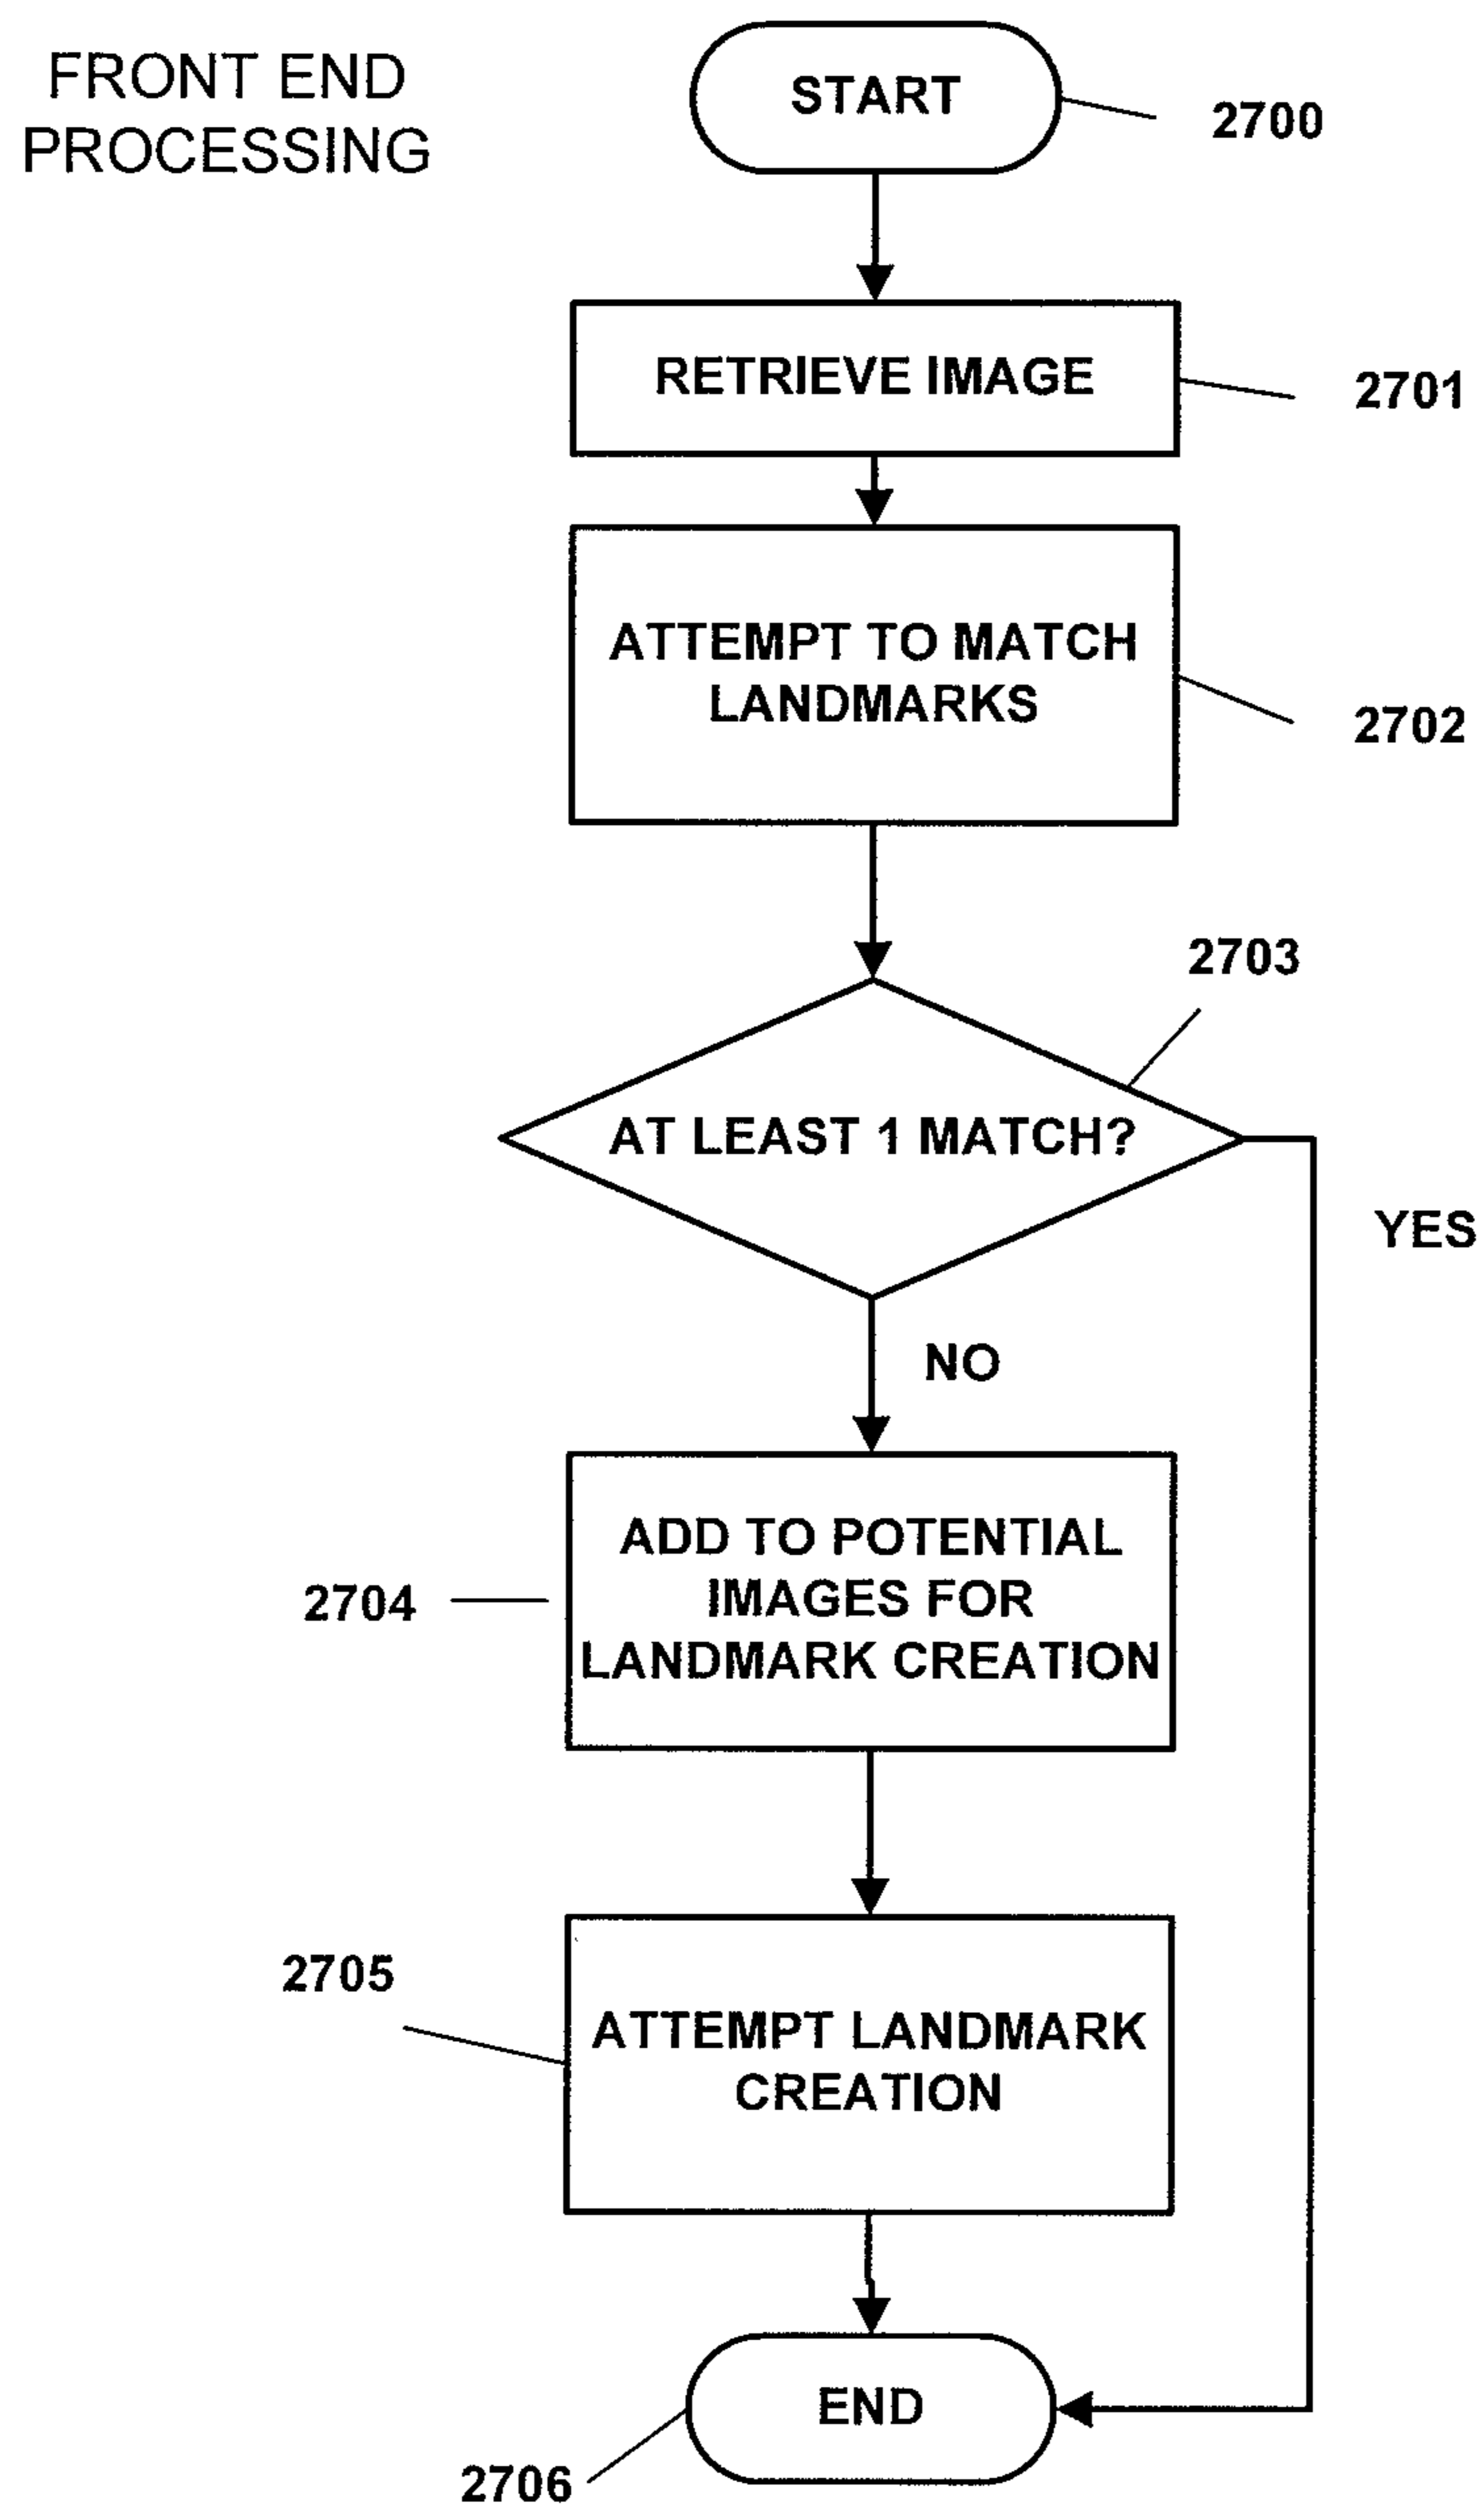 FRONT END
PROCESSING
START
2700
RETRIEVE IMAGE
2701
ATTEMPT TO MATCH
LANDMARKS
2702
2703
AT LEAST 1 MATCH?
YES
NO
ADD TO POTENTIAL
IMAGES FOR
LANDMARK CREATION
2704
2705
ATTEMPT LANDMARK
CREATION
END
2706